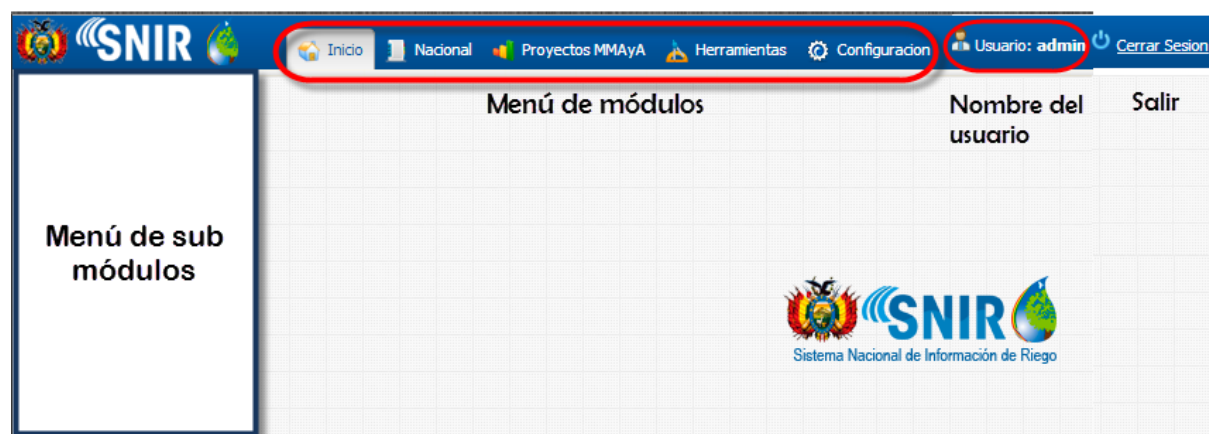 SNIR
Inicio Nacional Proyectos MMAyA Herramientas Configuracion Usuario: admin Cerrar Sesion
Menú de módulos
Nombre del
usuario
Salir
Menú de sub
módulos
SNIR
Sistema Nacional de Información de Riego